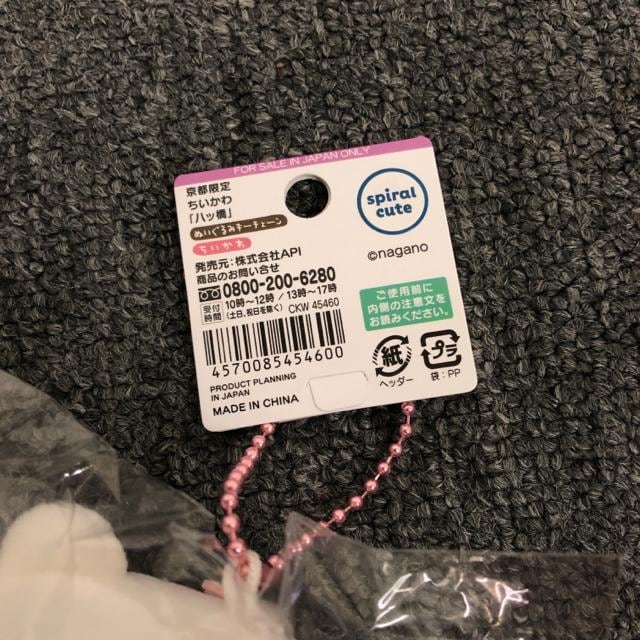 FOR SALE IN JAPAN ONLY
京都限定
ちいかわ
「八ッ橋」
ぬいぐるみキーチェーン
ちいかわ
発売元:株式会社API
商品のお問い合せ
0800-200-6280
受付時間 10時〜12時 / 13時〜17時
(土、日、祝日を除く) CKW 45460
4570085454600
PRODUCT PLANNING
IN JAPAN
MADE IN CHINA
spiral
cute
©nagano
ご使用前に
内側の注意文を
お読みください。
紙
ヘッダー
プラ
袋:PP